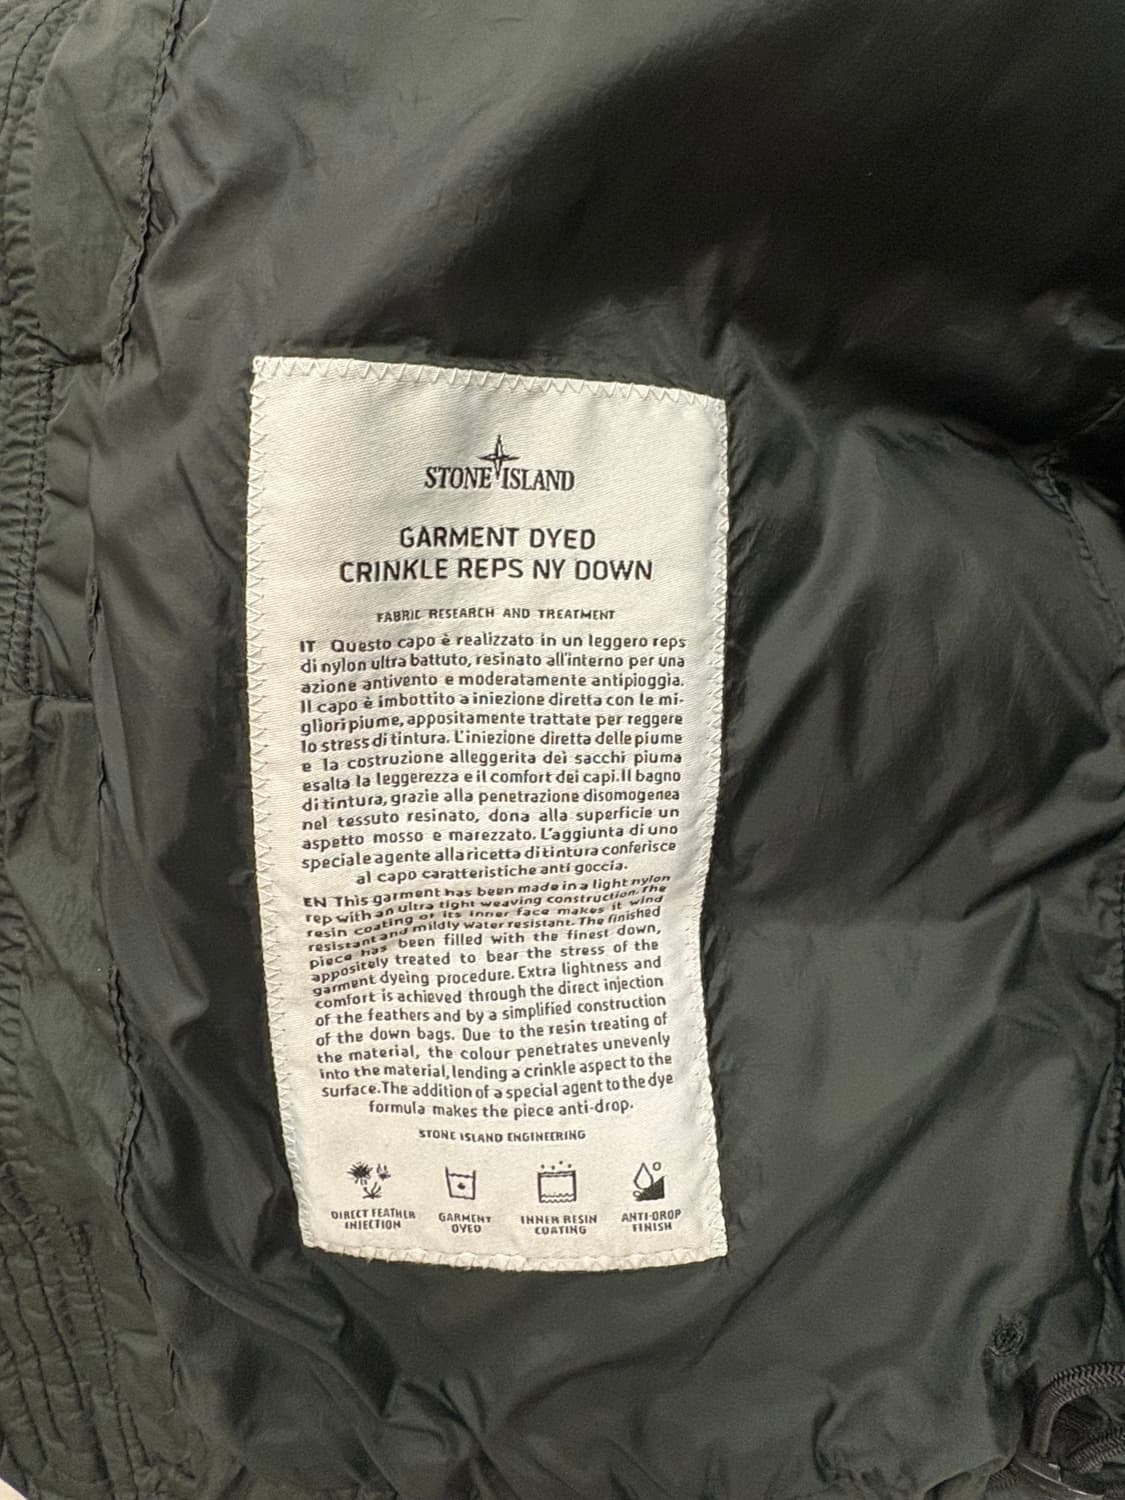 STONE ISLAND
GARMENT DYED
CRINKLE REPS NY DOWN
FABRIC RESEARCH AND TREATMENT
IT Questo capo è realizzato in un leggero reps
di nylon ultra battuto, resinato all'interno per una
azione antivento e moderatamente antipioggia.
Il capo è imbottito a iniezione diretta con le mi-
gliori piume, appositamente trattate per reggere
lo stress di tintura. L'iniezione diretta delle piume
e la costruzione alleggerita dei sacchi piuma
esalta la leggerezza e il comfort dei capi. Il bagno
di tintura, grazie alla penetrazione disomogenea
nel tessuto resinato, dona alla superficie un
aspetto mosso e marezzato. L'aggiunta di uno
speciale agente alla ricetta di tintura conferisce
al capo caratteristiche anti goccia.
EN This garment has been made in a light nylon
rep with an ultra tight weaving construction. The
resin coating of its inner face makes it wind
resistant and mildly water resistant. The finished
piece has been filled with the finest down,
appositely treated to bear the stress of the
garment dyeing procedure. Extra lightness and
comfort is achieved through the direct injection
of the feathers and by a simplified construction
of the down bags. Due to the resin treating of
the material, the colour penetrates unevenly
into the material, lending a crinkle aspect to the
surface. The addition of a special agent to the dye
formula makes the piece anti-drop.
STONE ISLAND ENGINEERING
DIRECT FEATHER GARMENT INNER RESIN ANTI-DROP
INJECTION DYED COATING FINISH